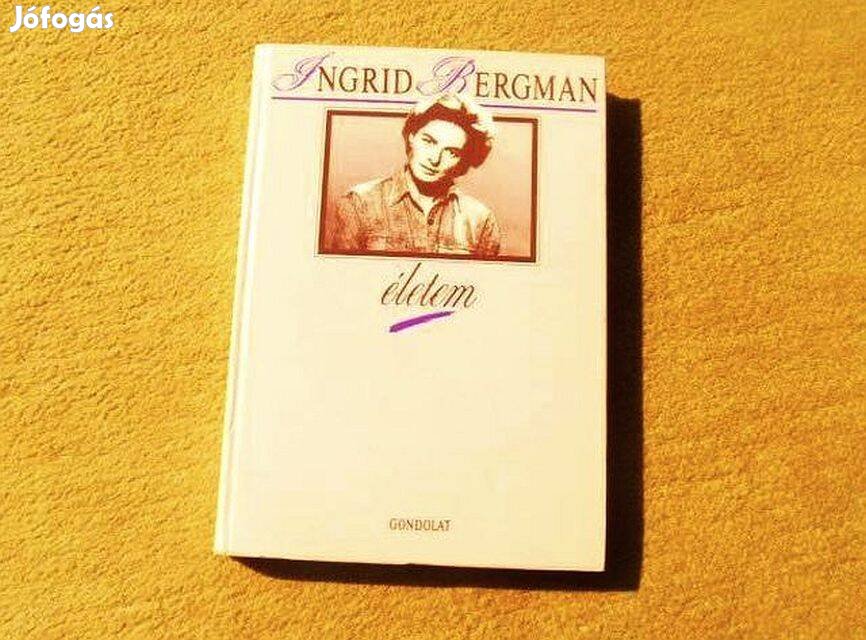 Jófogás
INGRID BERGMAN
életem
GONDOLAT